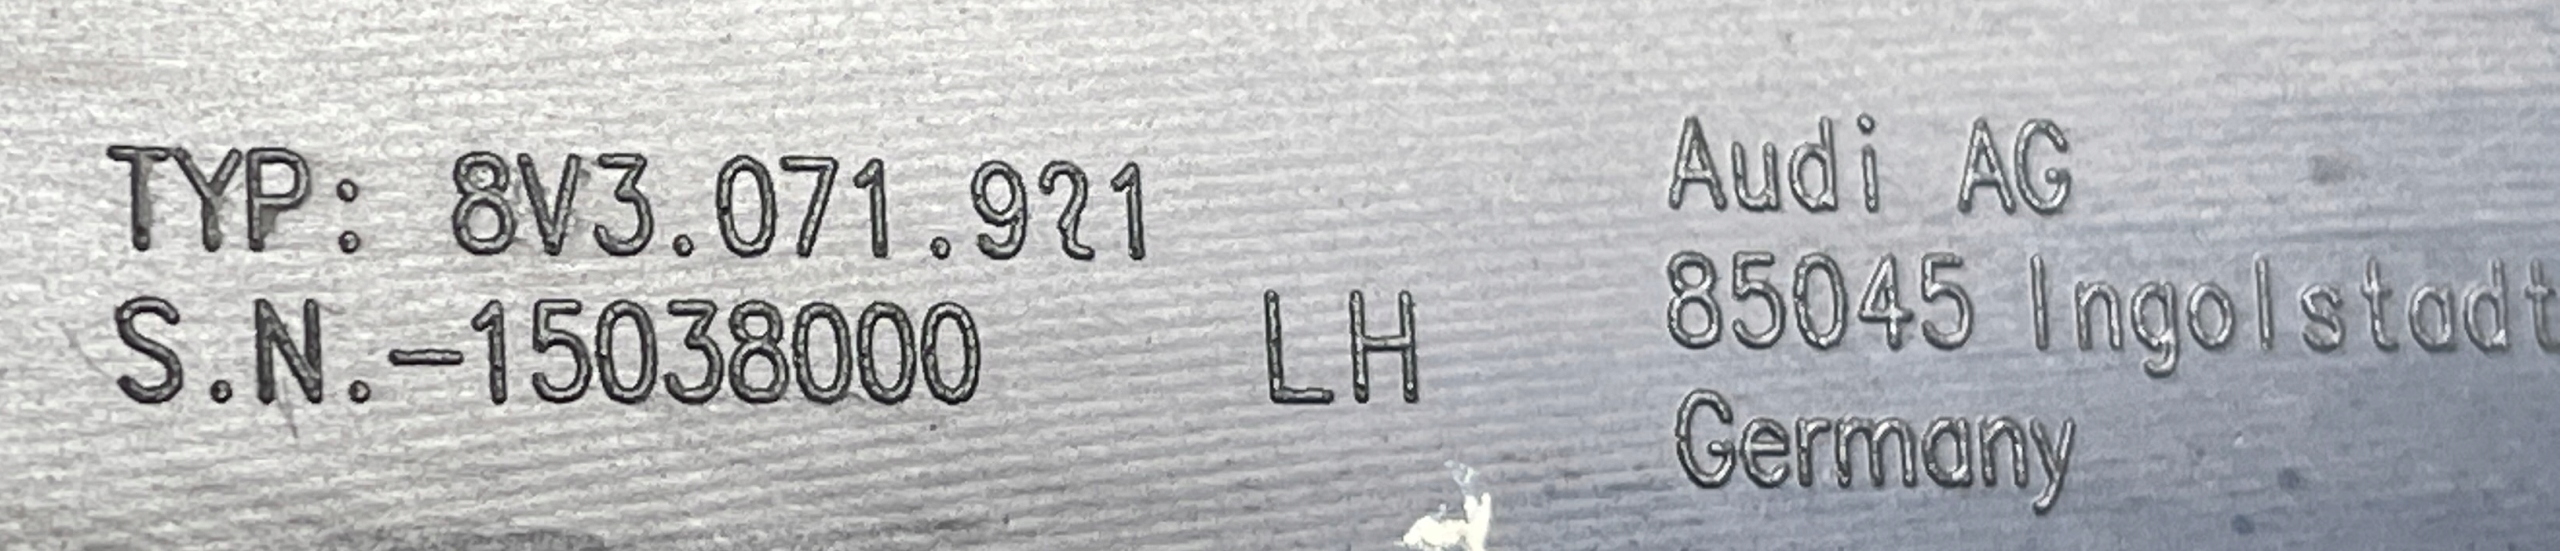 TYP: 8V3.071.921
S.N.-15038000
LH
Audi AG
85045 Ingolstadt
Germany